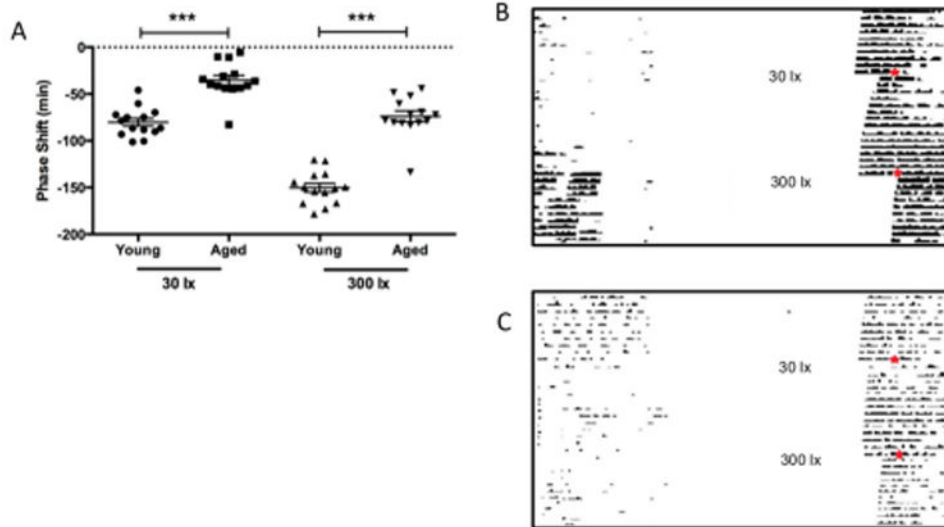 A
*** ***
Phase Shift (min)
0
-50
-100
-150
-200
Young Aged Young Aged
30 lx 300 lx
B
30 lx
300 lx
C
30 lx
300 lx